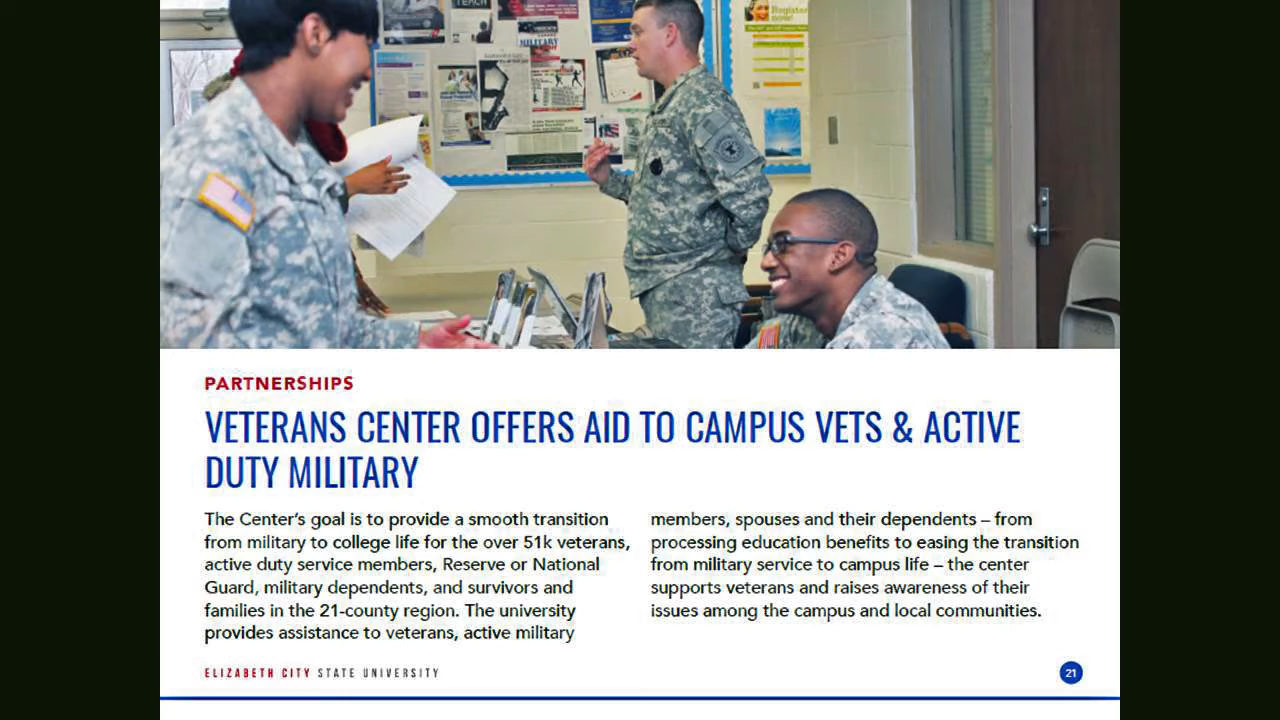 TEACH
MILITARY
Register
now!
PARTNERSHIPS
VETERANS CENTER OFFERS AID TO CAMPUS VETS & ACTIVE
DUTY MILITARY
The Center's goal is to provide a smooth transition
from military to college life for the over 51k veterans,
active duty service members, Reserve or National
Guard, military dependents, and survivors and
families in the 21-county region. The university
provides assistance to veterans, active military
members, spouses and their dependents – from
processing education benefits to easing the transition
from military service to campus life – the center
supports veterans and raises awareness of their
issues among the campus and local communities.
ELIZABETH CITY STATE UNIVERSITY
21